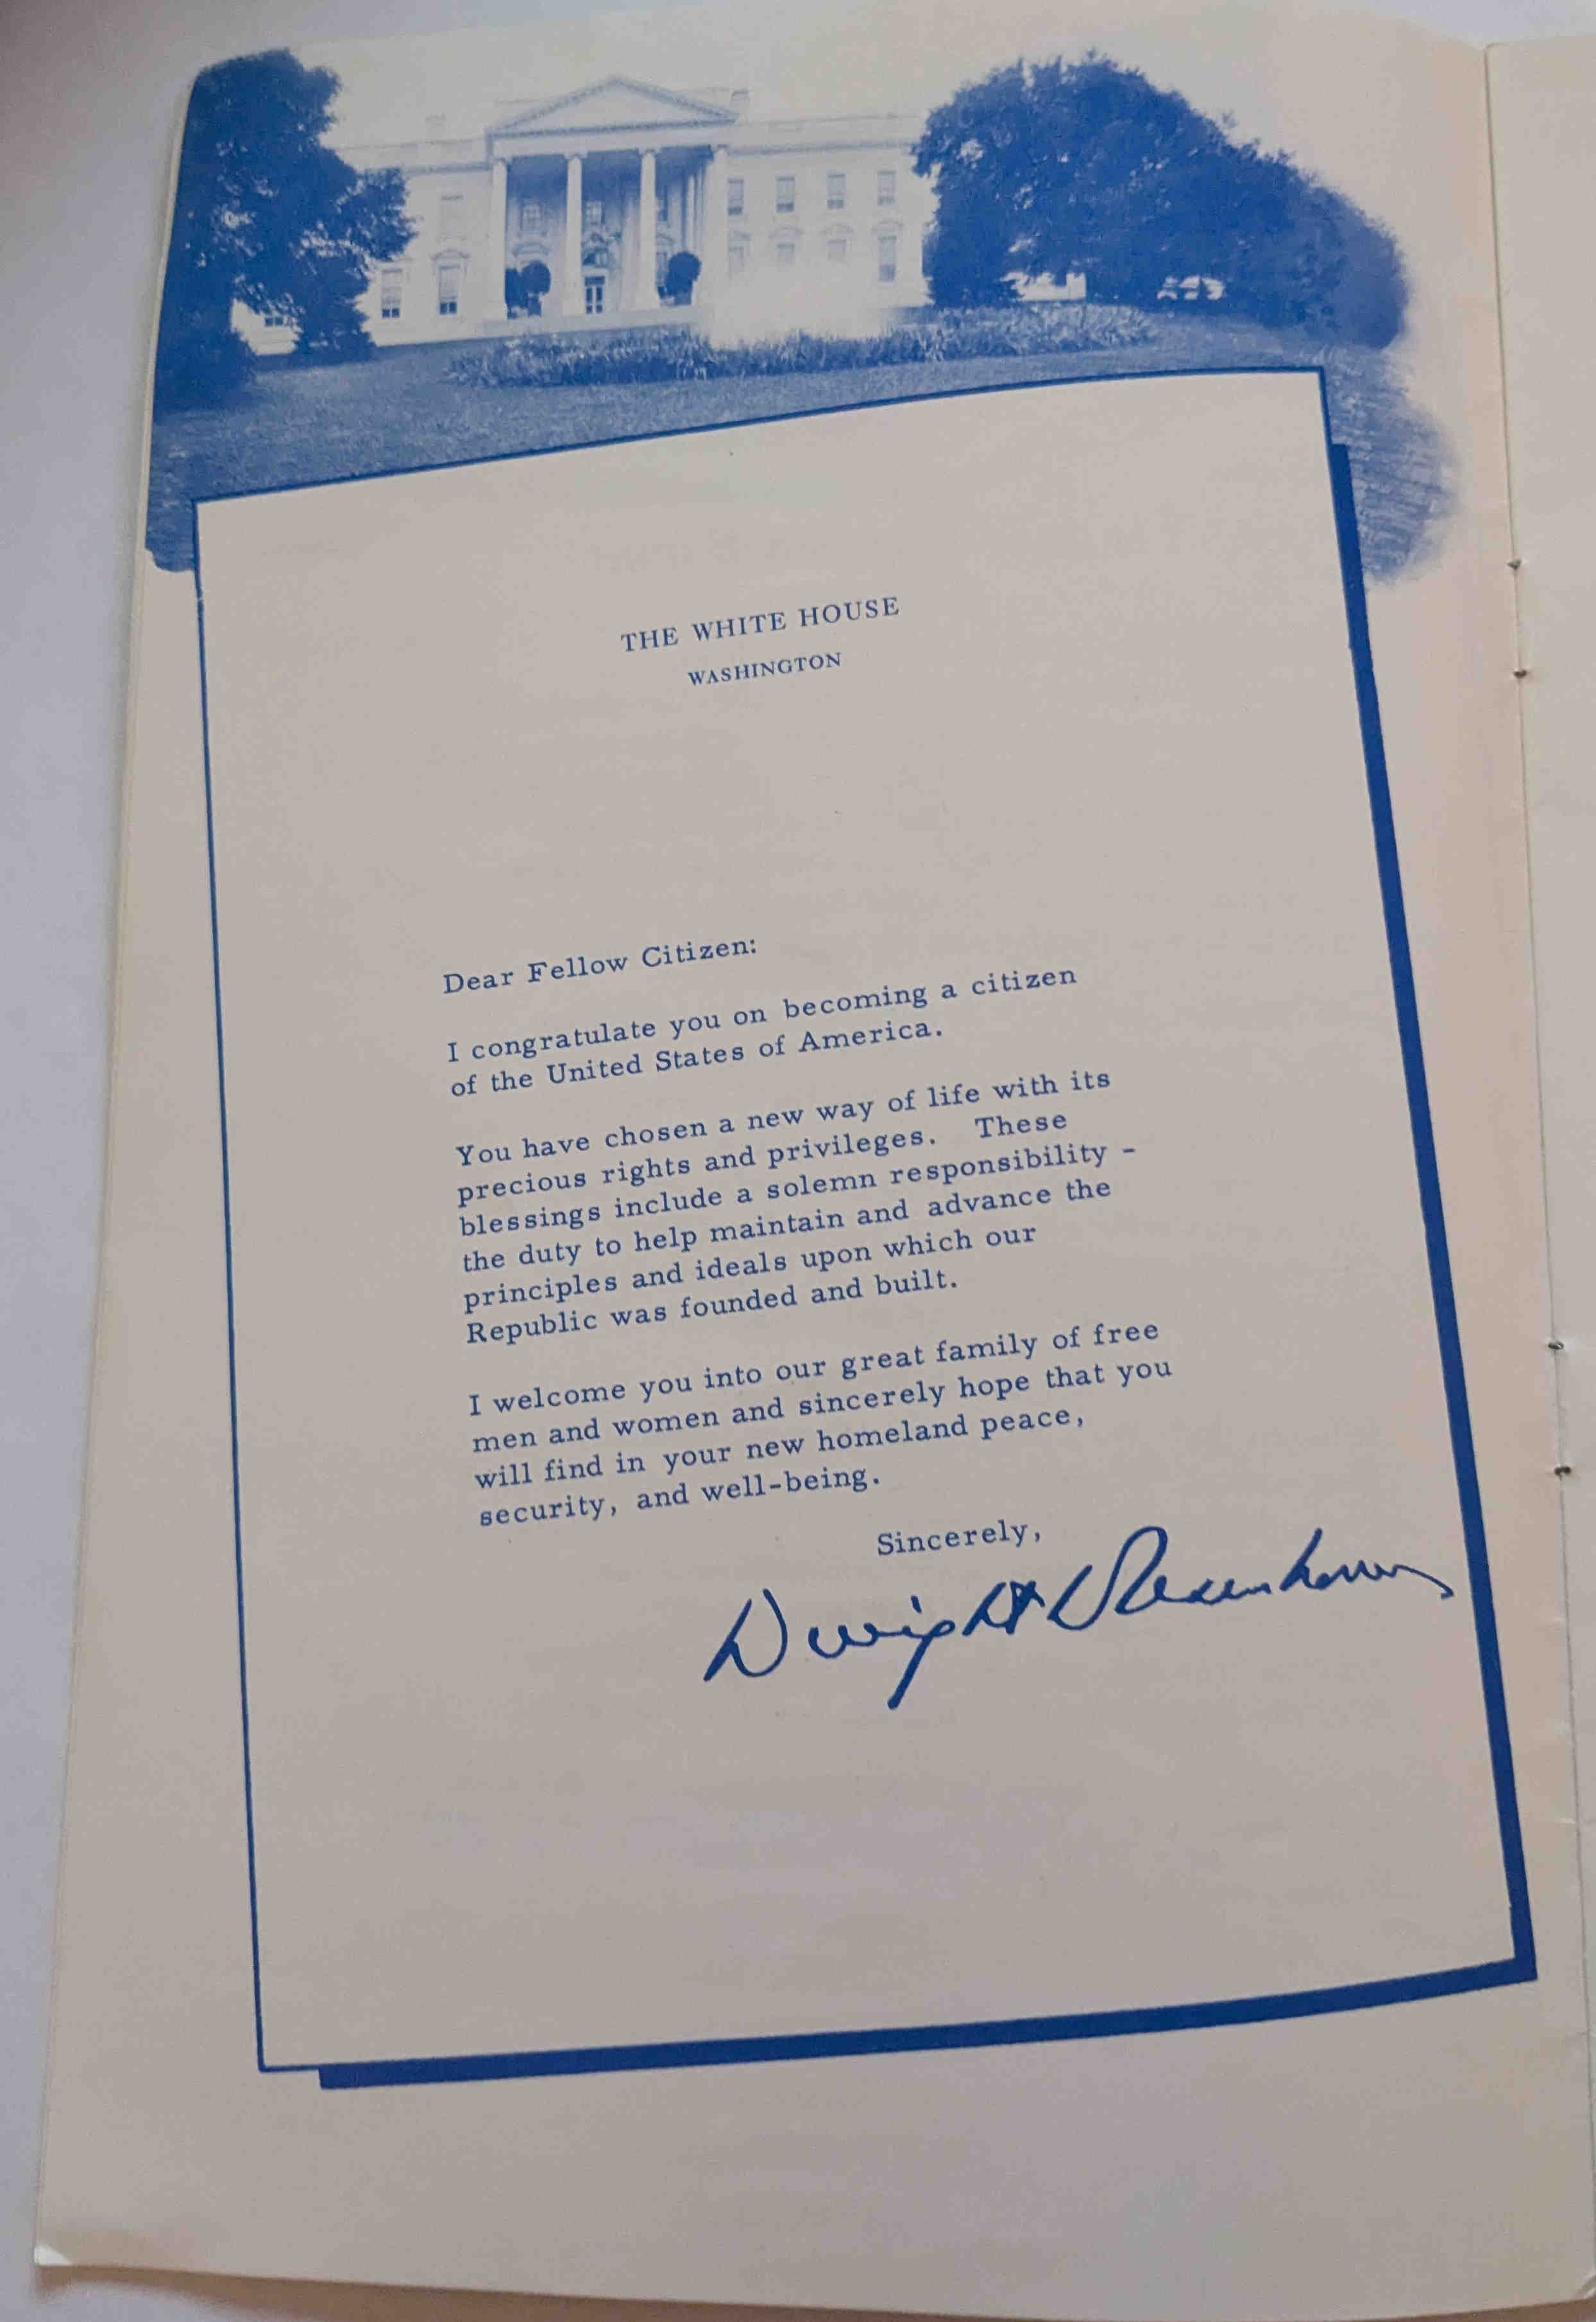 THE WHITE HOUSE
WASHINGTON
Dear Fellow Citizen:
I congratulate you on becoming a citizen
of the United States of America.
You have chosen a new way of life with its
precious rights and privileges. These
blessings include a solemn responsibility -
the duty to help maintain and advance the
principles and ideals upon which our
Republic was founded and built.
I welcome you into our great family of free
men and women and sincerely hope that you
will find in your new homeland peace,
security, and well-being.
Sincerely,
Dwight D Eisenhower